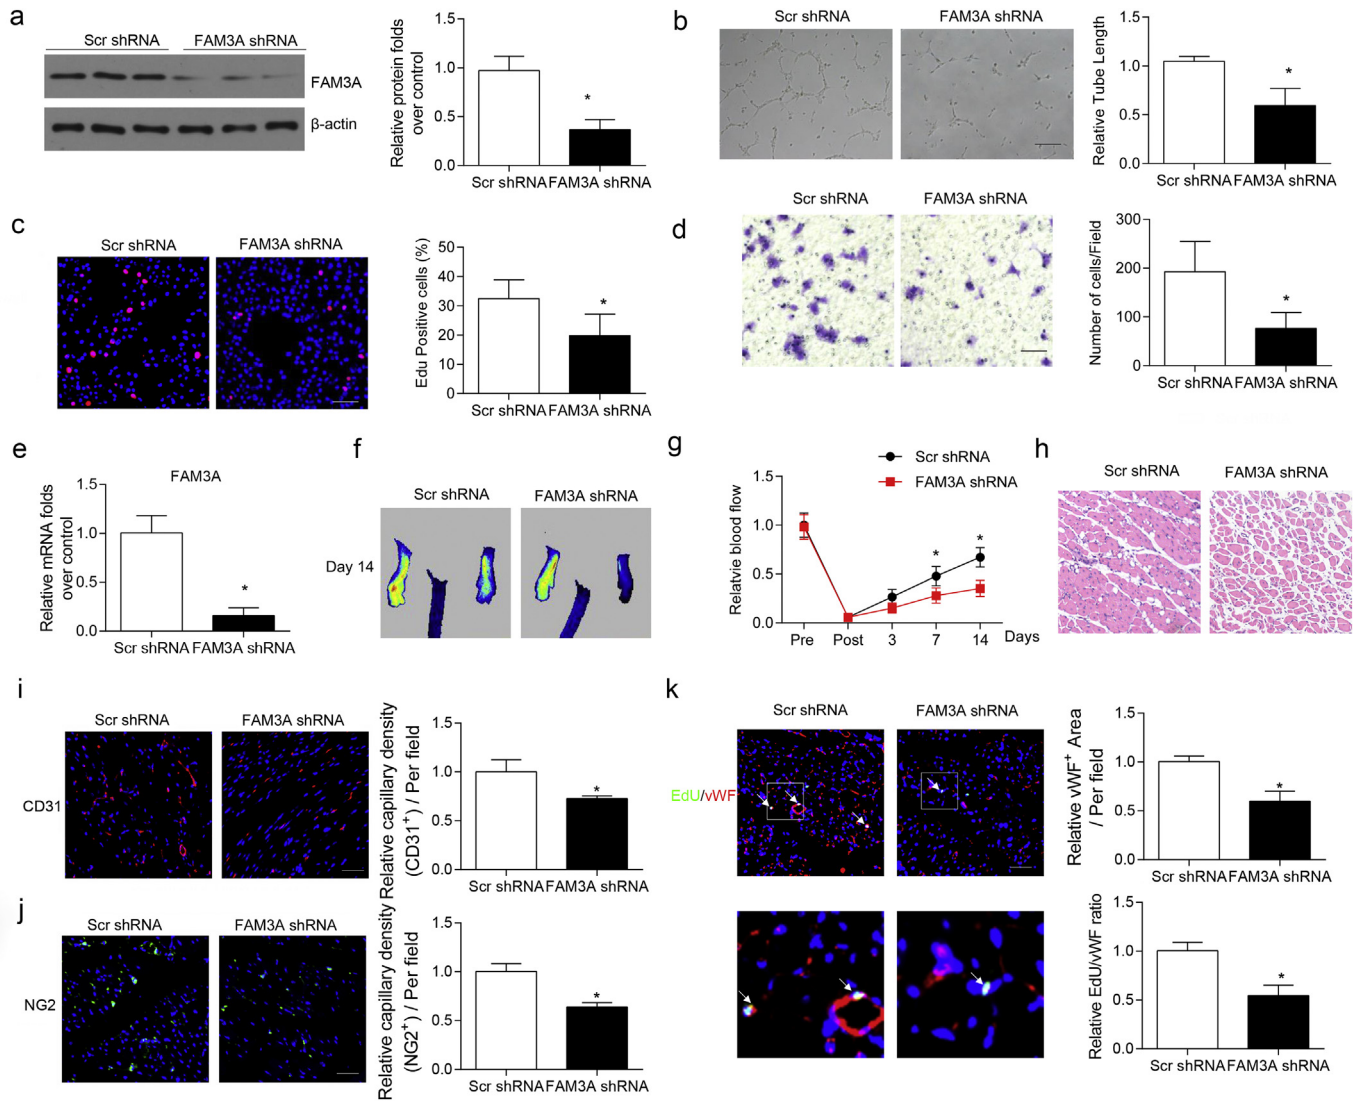 a
Scr shRNA
FAM3A shRNA
FAM3A
β-actin
Relative protein folds
over control
1.5
1.0
0.5
0.0
*
Scr shRNA
FAM3A shRNA
b
Scr shRNA
FAM3A shRNA
Relative Tube Length
1.5
1.0
0.5
0.0
*
Scr shRNA
FAM3A shRNA
c
Scr shRNA
FAM3A shRNA
Edu Positive cells (%)
50
40
30
20
10
0
*
Scr shRNA
FAM3A shRNA
d
Scr shRNA
FAM3A shRNA
Number of cells/Field
300
200
100
0
*
Scr shRNA
FAM3A shRNA
e
FAM3A
Relative mRNA folds
over control
1.5
1.0
0.5
0.0
*
Scr shRNA
FAM3A shRNA
f
Scr shRNA
FAM3A shRNA
Day 14
g
Scr shRNA
FAM3A shRNA
Relatvie blood flow
1.5
1.0
0.5
0.0
*
*
Pre
Post
3
7
14
Days
h
Scr shRNA
FAM3A shRNA
i
Scr shRNA
FAM3A shRNA
CD31
Relative capillary density
(CD31+) / Per field
1.5
1.0
0.5
0.0
*
Scr shRNA
FAM3A shRNA
j
Scr shRNA
FAM3A shRNA
NG2
Relative capillary density
(NG2+) / Per field
1.5
1.0
0.5
0.0
*
Scr shRNA
FAM3A shRNA
k
Scr shRNA
FAM3A shRNA
EdU/vWF
Relative vWF+ Area
/ Per field
1.5
1.0
0.5
0.0
*
Scr shRNA
FAM3A shRNA
Relative EdU/vWF ratio
1.5
1.0
0.5
0.0
*
Scr shRNA
FAM3A shRNA